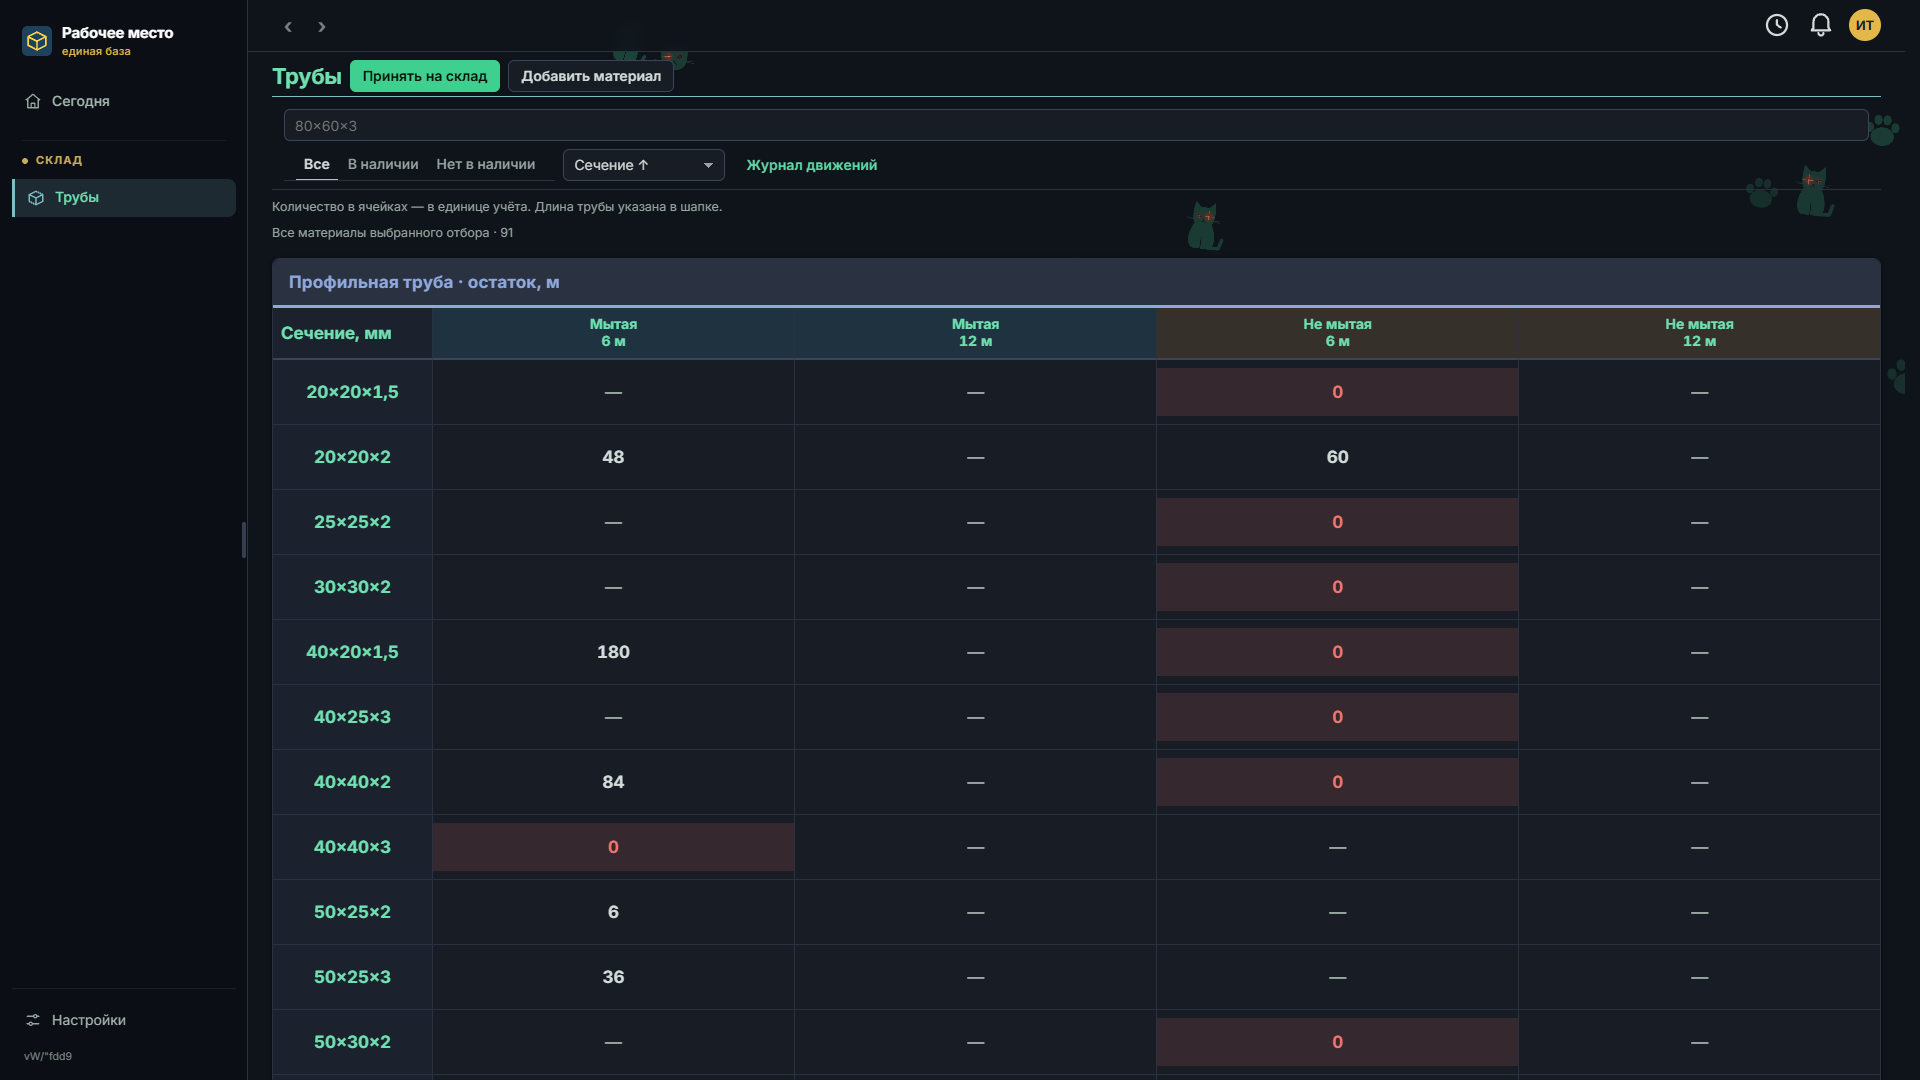 Рабочее место
единая база
Сегодня
СКЛАД
Трубы
Настройки
vW/"fdd9
ИТ
Трубы Принять на склад Добавить материал
80×60×3
Все В наличии Нет в наличии Сечение ↑ Журнал движений
Количество в ячейках — в единице учёта. Длина трубы указана в шапке.
Все материалы выбранного отбора · 91
Профильная труба · остаток, м
Сечение, мм Мытая 6 м Мытая 12 м Не мытая 6 м Не мытая 12 м
20×20×1,5 — — 0 —
20×20×2 48 — 60 —
25×25×2 — — 0 —
30×30×2 — — 0 —
40×20×1,5 180 — 0 —
40×25×3 — — 0 —
40×40×2 84 — 0 —
40×40×3 0 — — —
50×25×2 6 — — —
50×25×3 36 — — —
50×30×2 — — 0 —